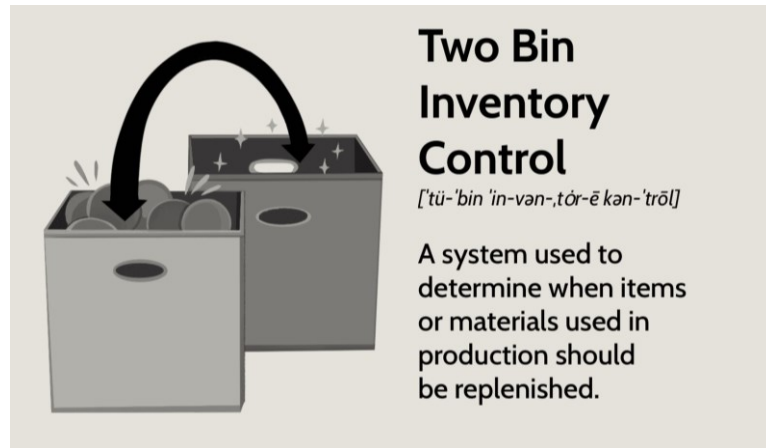 Two Bin
Inventory
Control
['tü-'bin 'in-vən-,tȯr-ē kən-'trōl]
A system used to
determine when items
or materials used in
production should
be replenished.